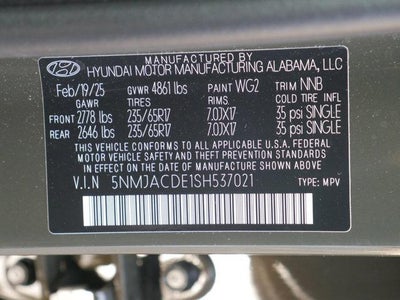 MANUFACTURED BY
HYUNDAI MOTOR MANUFACTURING ALABAMA, LLC
Feb/19/25 GVWR 4861 lbs PAINT WG2 TRIM NNB
GAWR TIRES RIMS COLD TIRE INF
FRONT 2778 lbs 235/65R17 7.0JX17 35 psi SINGLE
REAR 2646 lbs 235/65R17 7.0JX17 35 psi SINGLE
THIS VEHICLE CONFORMS TO ALL APPLICABLE U.S.A. FEDERAL
MOTOR VEHICLE SAFETY AND THEFT PREVENTION STANDARDS
IN EFFECT ON THE DATE OF MANUFACTURE SHOWN ABOVE.
V.I.N 5NMJACDE1SH537021 TYPE: MPV